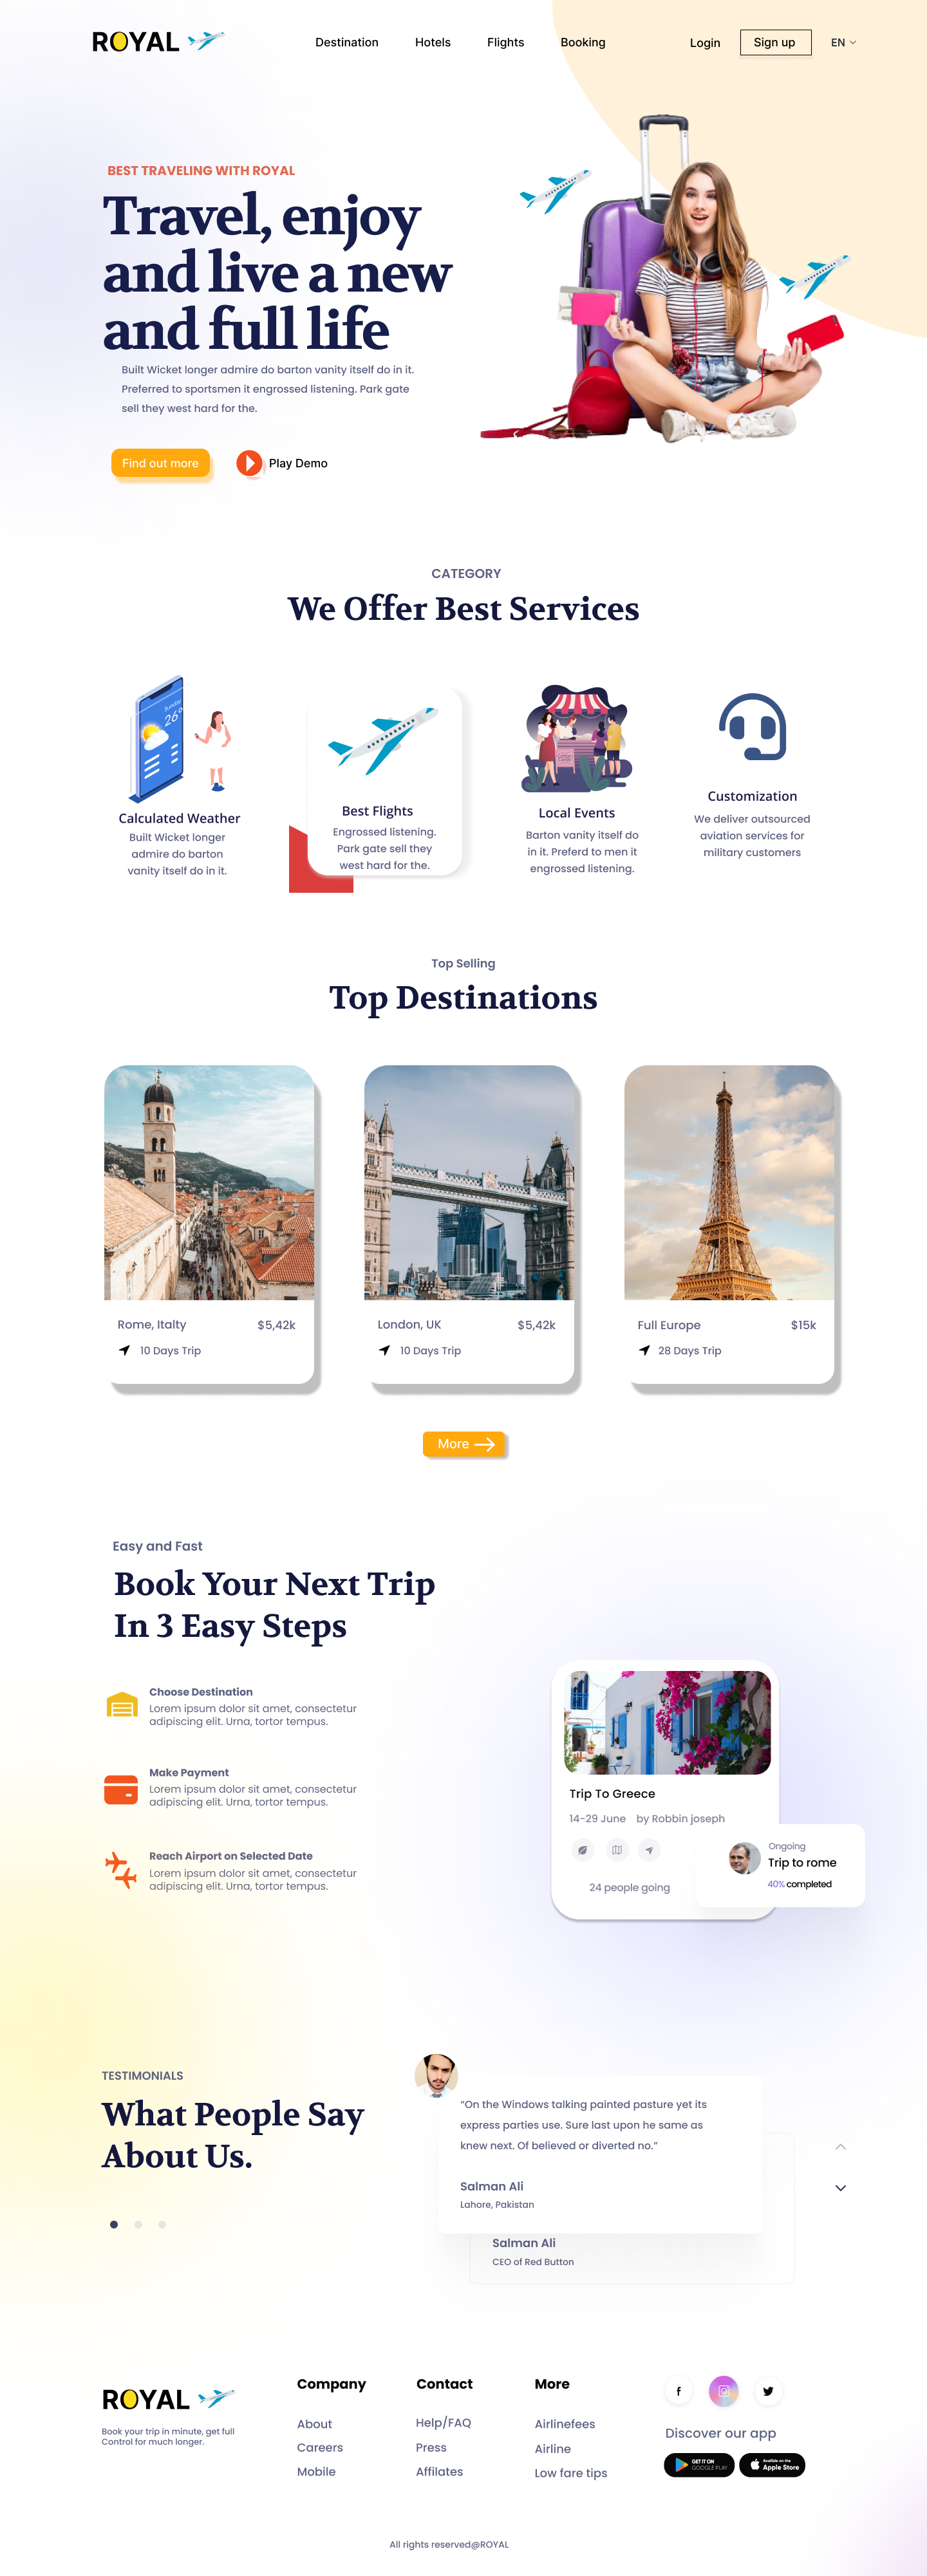 ROYAL
Destination Hotels Flights Booking Login Sign up EN
BEST TRAVELING WITH ROYAL
Travel, enjoy
and live a new
and full life
Built Wicket longer admire do barton vanity itself do in it.
Preferred to sportsmen it engrossed listening. Park gate
sell they west hard for the.
Find out more
Play Demo
CATEGORY
We Offer Best Services
Sunday
26°
Calculated Weather
Built Wicket longer
admire do barton
vanity itself do in it.
Best Flights
Engrossed listening.
Park gate sell they
west hard for the.
Local Events
Barton vanity itself do
in it. Preferd to men it
engrossed listening.
Customization
We deliver outsourced
aviation services for
military customers
Top Selling
Top Destinations
Rome, Italty $5,42k
10 Days Trip
London, UK $5,42k
10 Days Trip
Full Europe $15k
28 Days Trip
More
Easy and Fast
Book Your Next Trip
In 3 Easy Steps
Choose Destination
Lorem ipsum dolor sit amet, consectetur
adipiscing elit. Urna, tortor tempus.
Make Payment
Lorem ipsum dolor sit amet, consectetur
adipiscing elit. Urna, tortor tempus.
Reach Airport on Selected Date
Lorem ipsum dolor sit amet, consectetur
adipiscing elit. Urna, tortor tempus.
Trip To Greece
14-29 June by Robbin joseph
24 people going
Ongoing
Trip to rome
40% completed
TESTIMONIALS
What People Say
About Us.
“On the Windows talking painted pasture yet its
express parties use. Sure last upon he same as
knew next. Of believed or diverted no.”
Salman Ali
Lahore, Pakistan
Salman Ali
CEO of Red Button
ROYAL
Book your trip in minute, get full
Control for much longer.
Company
About
Careers
Mobile
Contact
Help/FAQ
Press
Affilates
More
Airlinefees
Airline
Low fare tips
Discover our app
GET IT ON
GOOGLE PLAY
Available on the
Apple Store
All rights reserved@ROYAL